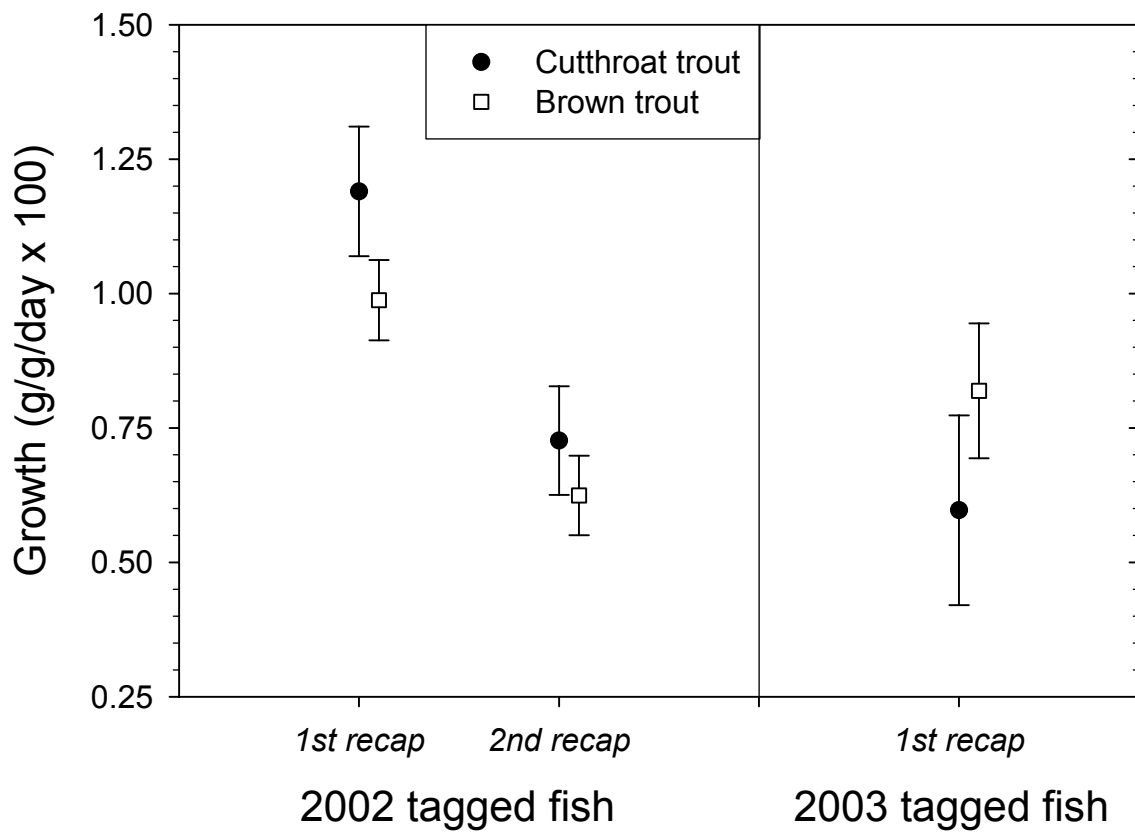 Growth (g/g/day x 100)
1.50
1.25
1.00
0.75
0.50
0.25
Cutthroat trout
Brown trout
1st recap 2nd recap 1st recap
2002 tagged fish 2003 tagged fish